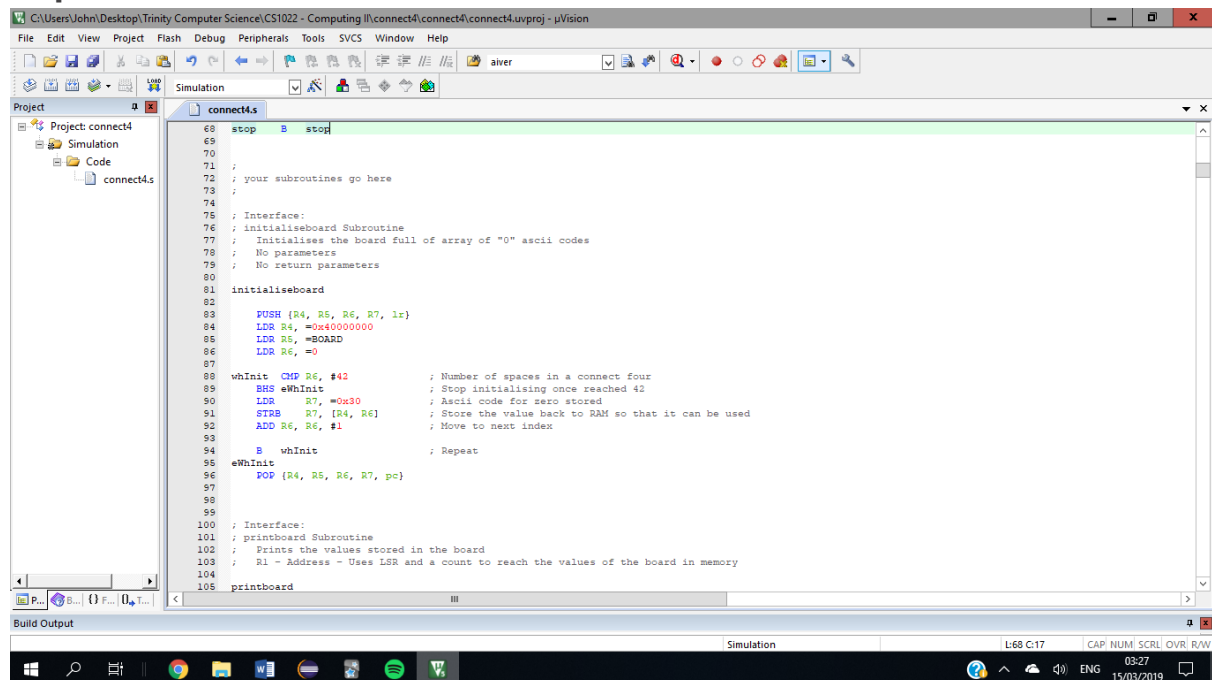 C:\Users\John\Desktop\Trinity Computer Science\CS1022 - Computing II\connect4\connect4\connect4.uvproj - µVision
File Edit View Project Flash Debug Peripherals Tools SVCS Window Help
aiver
LOAD Simulation
Project
connect4.s
Project: connect4
Simulation
Code
connect4.s
68 stop B stop
69
70
71 ;
72 ; your subroutines go here
73 ;
74
75 ; Interface:
76 ; initialiseboard Subroutine
77 ; Initialises the board full of array of "0" ascii codes
78 ; No parameters
79 ; No return parameters
80
81 initialiseboard
82
83 PUSH {R4, R5, R6, R7, lr}
84 LDR R4, =0x40000000
85 LDR R5, =BOARD
86 LDR R6, =0
87
88 whInit CMP R6, #42 ; Number of spaces in a connect four
89 BHS eWhInit ; Stop initialising once reached 42
90 LDR R7, =0x30 ; Ascii code for zero stored
91 STRB R7, [R4, R6] ; Store the value back to RAM so that it can be used
92 ADD R6, R6, #1 ; Move to next index
93
94 B whInit ; Repeat
95 eWhInit
96 POP {R4, R5, R6, R7, pc}
97
98
99
100 ; Interface:
101 ; printboard Subroutine
102 ; Prints the values stored in the board
103 ; R1 - Address - Uses LSR and a count to reach the values of the board in memory
104
105 printboard
P... B... {} F... 0 T...
Build Output
Simulation L:68 C:17 CAP NUM SCRL OVR R/W
ENG 03:27
15/03/2019